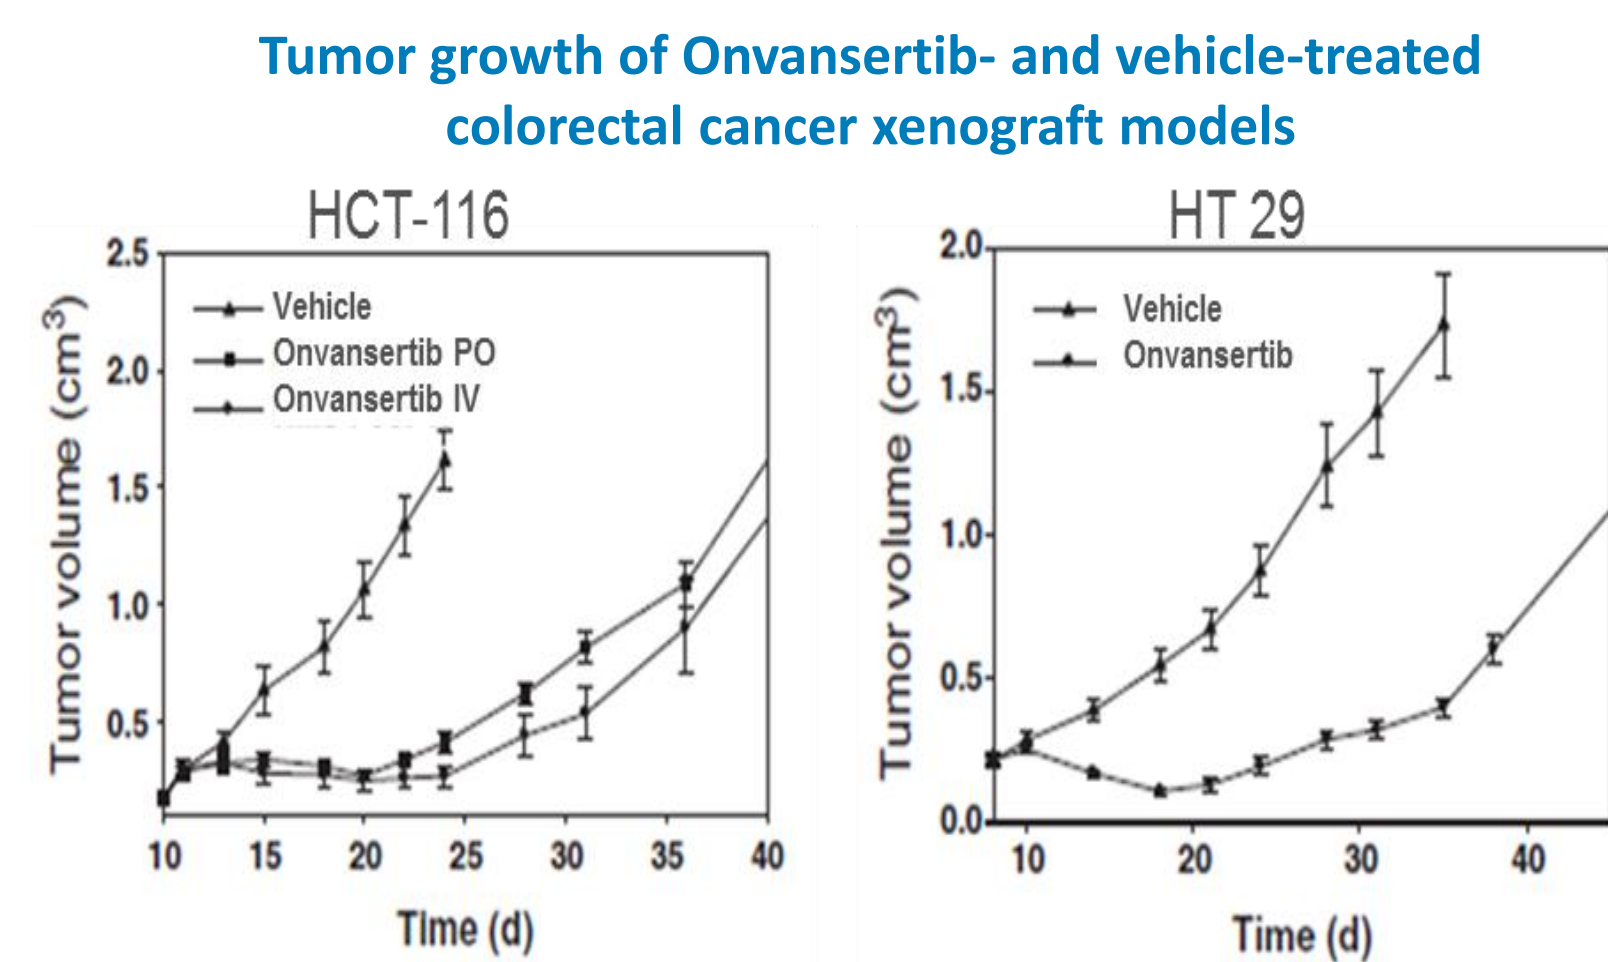 Tumor growth of Onvansertib- and vehicle-treated
colorectal cancer xenograft models
HCT-116
Tumor volume (cm³)
2.5
2.0
1.5
1.0
0.5
Vehicle
Onvansertib PO
Onvansertib IV
10 15 20 25 30 35 40
TIme (d)
HT 29
Tumor volume (cm³)
2.0
1.5
1.0
0.5
0.0
Vehicle
Onvansertib
10 20 30 40
Time (d)